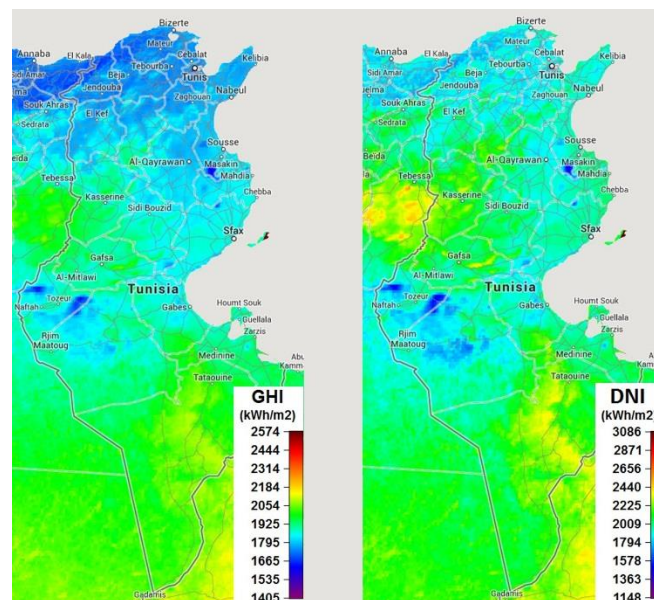 Bizerte
Mateur
Annaba
El Kala
Cebalat
Kelibia
Sidi Amar
Beja
Tebourba
Tunis
Jendouba
Nabeul
Souk Ahras
Zaghouan
El Kef
Sedrata
Sousse
Al-Qayrawan
Masakin
Mahdia
Tebessa
Chebba
Kasserine
Sidi Bouzid
Sfax
Gafsa
Al-Mitlawi
Tunisia
Tozeur
Naftah
Gabès
Houmt Souk
Guellala
Zarzis
Rjim
Maatoug
Medinine
Tataouine
Gadamis
GHI
(kWh/m2)
2574
2444
2314
2184
2054
1925
1795
1665
1535
1405
Bizerte
Mateur
Annaba
El Kala
Cebalat
Kelibia
Sidi Amar
Beja
Tebourba
Tunis
Jendouba
Nabeul
Souk Ahras
Zaghouan
El Kef
Sedrata
Sousse
Al-Qayrawan
Masakin
Mahdia
Tebessa
Chebba
Kasserine
Sidi Bouzid
Sfax
Gafsa
Al-Mitlawi
Tunisia
Tozeur
Naftah
Gabès
Houmt Souk
Guellala
Zarzis
Rjim
Maatoug
Medinine
Tataouine
Gadamis
DNI
(kWh/m2)
3086
2871
2656
2440
2225
2009
1794
1578
1363
1148